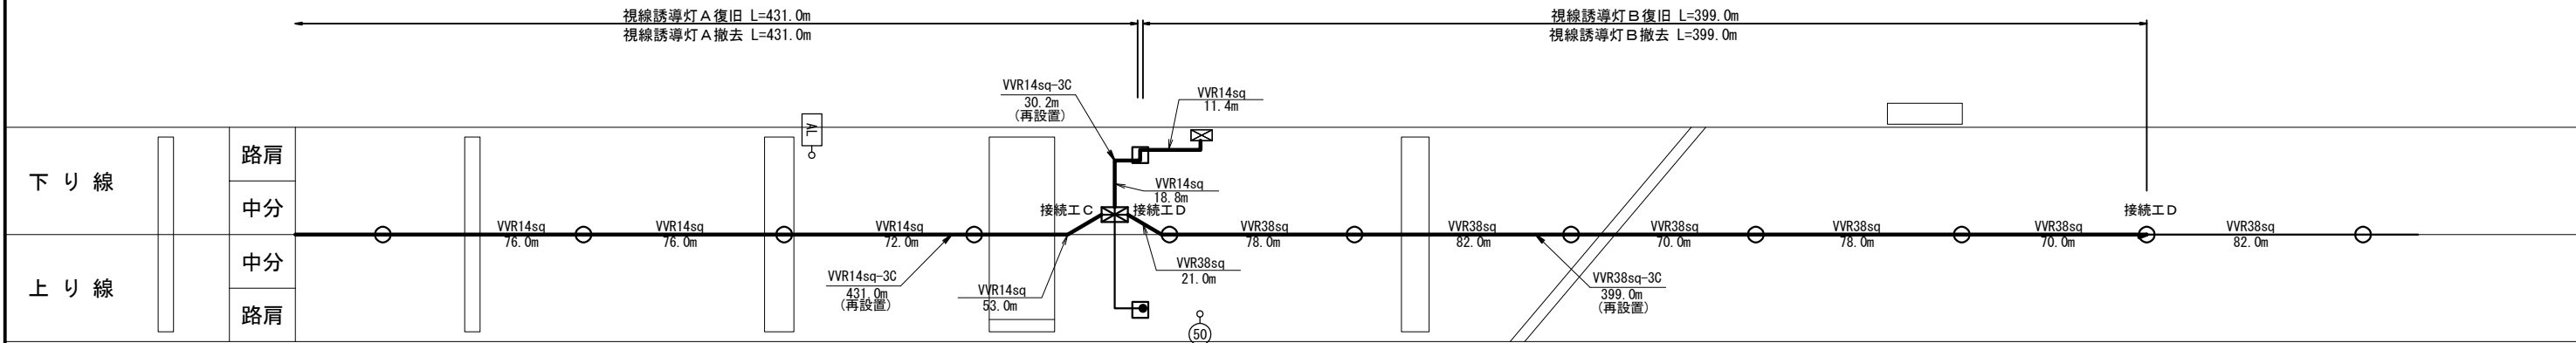 視線誘導灯Ａ復旧 L=431.0m
視線誘導灯Ａ撤去 L=431.0m
視線誘導灯Ｂ復旧 L=399.0m
視線誘導灯Ｂ撤去 L=399.0m
VVR14sq-3C
30.2m
(再設置)
VVR14sq
11.4m
AL
下り線
路肩
中分
VVR14sq
18.8m
接続工Ｃ
接続工Ｄ
接続工Ｄ
VVR14sq
76.0m
VVR14sq
76.0m
VVR14sq
72.0m
VVR38sq
78.0m
VVR38sq
82.0m
VVR38sq
70.0m
VVR38sq
78.0m
VVR38sq
70.0m
VVR38sq
82.0m
上り線
中分
路肩
VVR14sq-3C
431.0m
(再設置)
VVR14sq
53.0m
VVR38sq
21.0m
VVR38sq-3C
399.0m
(再設置)
50